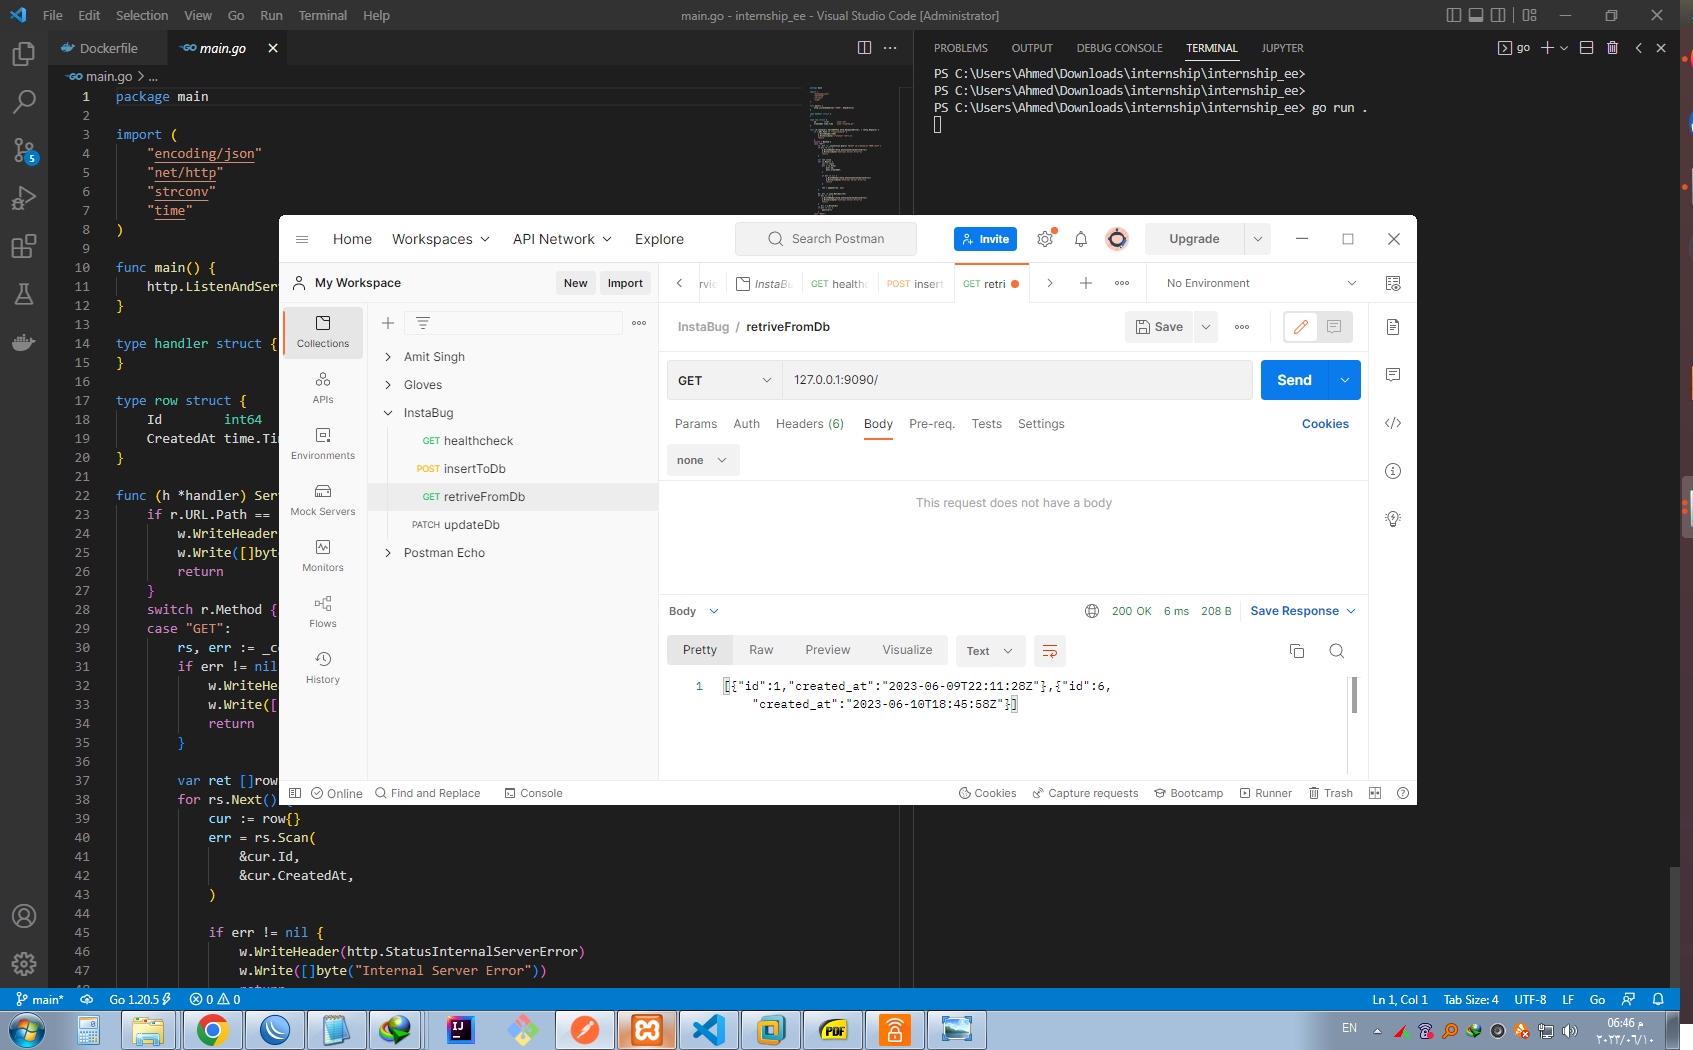 File Edit Selection View Go Run Terminal Help
main.go - internship_ee - Visual Studio Code [Administrator]
Dockerfile
main.go
main.go > ...
1 package main
2
3 import (
4 "encoding/json"
5 "net/http"
6 "strconv"
7 "time"
8 )
9
10 func main() {
11 http.ListenAndSer
12 }
13
14 type handler struct {
15 }
16
17 type row struct {
18 Id int64
19 CreatedAt time.Ti
20 }
21
22 func (h *handler) Ser
23 if r.URL.Path ==
24 w.WriteHeader
25 w.Write([]byt
26 return
27 }
28 switch r.Method {
29 case "GET":
30 rs, err := _c
31 if err != nil
32 w.WriteHe
33 w.Write([
34 return
35 }
36
37 var ret []row
38 for rs.Next()
39 cur := row{}
40 err = rs.Scan(
41 &cur.Id,
42 &cur.CreatedAt,
43 )
44
45 if err != nil {
46 w.WriteHeader(http.StatusInternalServerError)
47 w.Write([]byte("Internal Server Error"))
PROBLEMS OUTPUT DEBUG CONSOLE TERMINAL JUPYTER
go
PS C:\Users\Ahmed\Downloads\internship\internship_ee>
PS C:\Users\Ahmed\Downloads\internship\internship_ee>
PS C:\Users\Ahmed\Downloads\internship\internship_ee> go run .
Home Workspaces API Network Explore
Search Postman
Invite
Upgrade
My Workspace
New Import
InstaBu GET healthc POST insert GET retri
No Environment
Collections
APIs
Environments
Mock Servers
Monitors
Flows
History
Amit Singh
Gloves
InstaBug
GET healthcheck
POST insertToDb
GET retriveFromDb
PATCH updateDb
Postman Echo
InstaBug / retriveFromDb
Save
GET 127.0.0.1:9090/
Send
Params Auth Headers (6) Body Pre-req. Tests Settings
Cookies
none
This request does not have a body
Body
200 OK 6 ms 208 B Save Response
Pretty Raw Preview Visualize Text
1 [{"id":1,"created_at":"2023-06-09T22:11:28Z"},{"id":6,
"created_at":"2023-06-10T18:45:58Z"}]
Online Find and Replace Console
Cookies Capture requests Bootcamp Runner Trash
main* Go 1.20.5 0 0
Ln 1, Col 1 Tab Size: 4 UTF-8 LF Go
5
IJ
PDF
EN
06:46 م
٢٠٢٣/٠٦/١٠